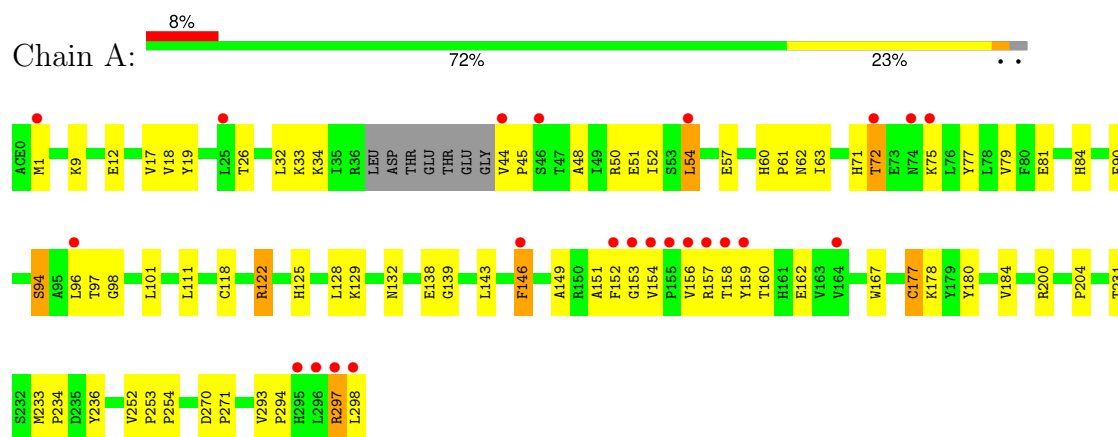 8%
Chain A:
72% 23% • •
ACE0 M1 K9 E12 V17 V18 Y19 L25 T26 L32 K33 K34 I35 R36 LEU ASP THR GLU THR GLU GLY V44 P45 S46 T47 A48 I49 R50 E51 I52 S53 L54 E57 H60 P61 N62 I63 H71 T72 E73 N74 K75 L76 Y77 L78 V79 F80 E81 H84
S94 A95 L96 T97 G98 L101 L111 C118 R122 H125 L128 K129 N132 E138 G139 L143 F146 A149 R150 A151 F152 G153 V154 P155 V156 R157 T158 Y159 T160 H161 E162 V163 V164 W167 C177 K178 Y179 Y180 V184 R200 P204 T231
S232 M233 P234 D235 Y236 V252 P253 P254 D270 P271 V293 P294 H295 L296 R297 L298